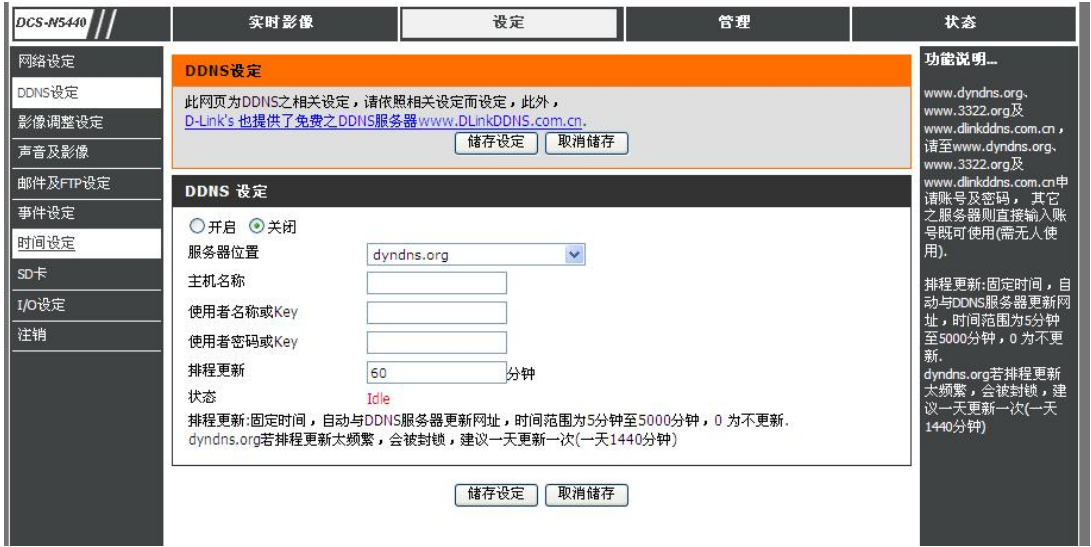 DCS-N5440
实时影像
设定
管理
状态
网络设定
DDNS设定
影像调整设定
声音及影像
邮件及FTP设定
事件设定
时间设定
SD卡
I/O设定
注销
DDNS设定
此网页为DDNS之相关设定，请依照相关设定而设定，此外，
D-Link's 也提供了免费之DDNS服务器www.DLinkDDNS.com.cn.
储存设定 取消储存
DDNS 设定
开启 关闭
服务器位置 dyndns.org
主机名称
使用者名称或Key
使用者密码或Key
排程更新 60 分钟
状态 Idle
排程更新:固定时间，自动与DDNS服务器更新网址，时间范围为5分钟至5000分钟，0 为不更新.
dyndns.org若排程更新太频繁，会被封锁，建议一天更新一次(一天1440分钟)
储存设定 取消储存
功能说明...
www.dyndns.org、
www.3322.org及
www.dlinkddns.com.cn，
请至www.dyndns.org、
www.3322.org及
www.dlinkddns.com.cn申
请账号及密码， 其它
之服务器则直接输入账
号既可使用(需无人使
用).
排程更新:固定时间，自
动与DDNS服务器更新网
址，时间范围为5分钟
至5000分钟，0 为不更
新.
dyndns.org若排程更新
太频繁，会被封锁，建
议一天更新一次(一天
1440分钟)